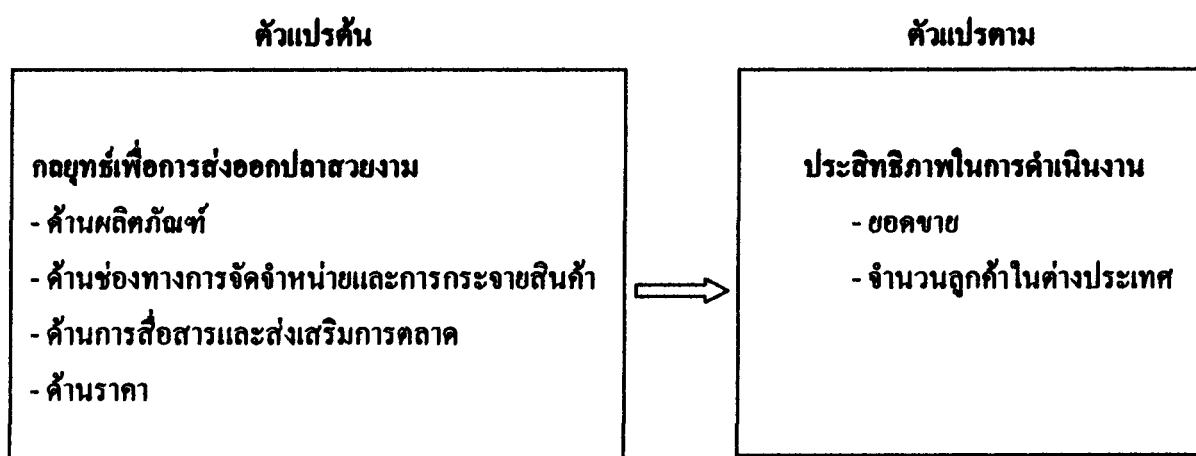 ตัวแปรต้น
กลยุทธ์เพื่อการส่งออกปลาสวยงาม
- ด้านผลิตภัณฑ์
- ด้านช่องทางการจัดจำหน่ายและการกระจายสินค้า
- ด้านการสื่อสารและส่งเสริมการตลาด
- ด้านราคา
ตัวแปรตาม
ประสิทธิภาพในการดำเนินงาน
- ยอดขาย
- จำนวนลูกค้าในต่างประเทศ